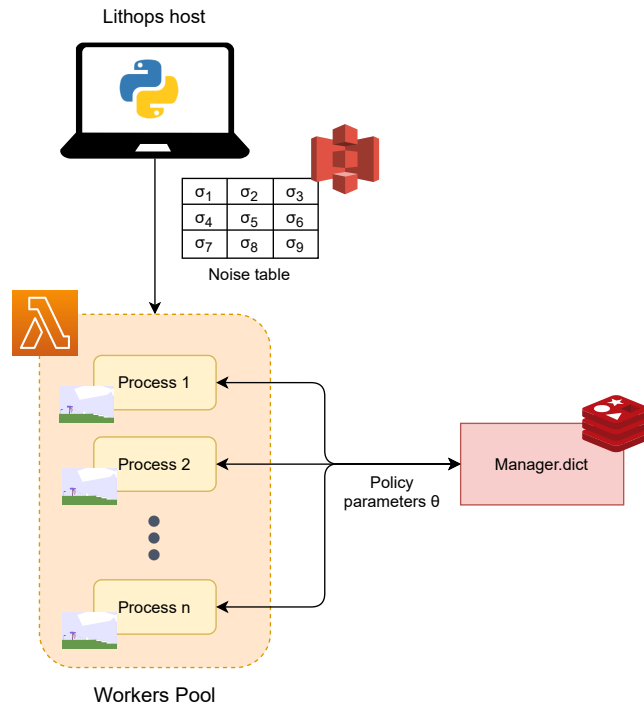 Lithops host
σ1 σ2 σ3
σ4 σ5 σ6
σ7 σ8 σ9
Noise table
Process 1
Process 2
Manager.dict
Policy
parameters θ
Process n
Workers Pool